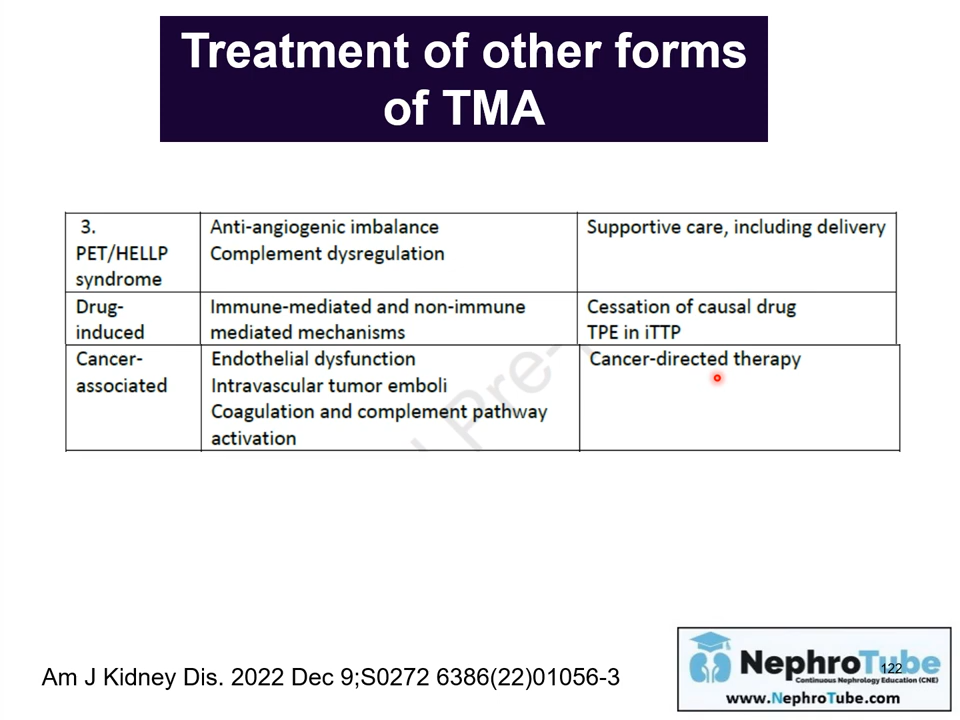 Treatment of other forms
of TMA
3.
PET/HELLP
syndrome
Anti-angiogenic imbalance
Complement dysregulation
Supportive care, including delivery
Drug-
induced
Immune-mediated and non-immune
mediated mechanisms
Cessation of causal drug
TPE in iTTP
Cancer-
associated
Endothelial dysfunction
Intravascular tumor emboli
Coagulation and complement pathway
activation
Cancer-directed therapy
Pre-
Am J Kidney Dis. 2022 Dec 9;S0272 6386(22)01056-3
122
NephroTube
Continuous Nephrology Education (CNE)
www.NephroTube.com